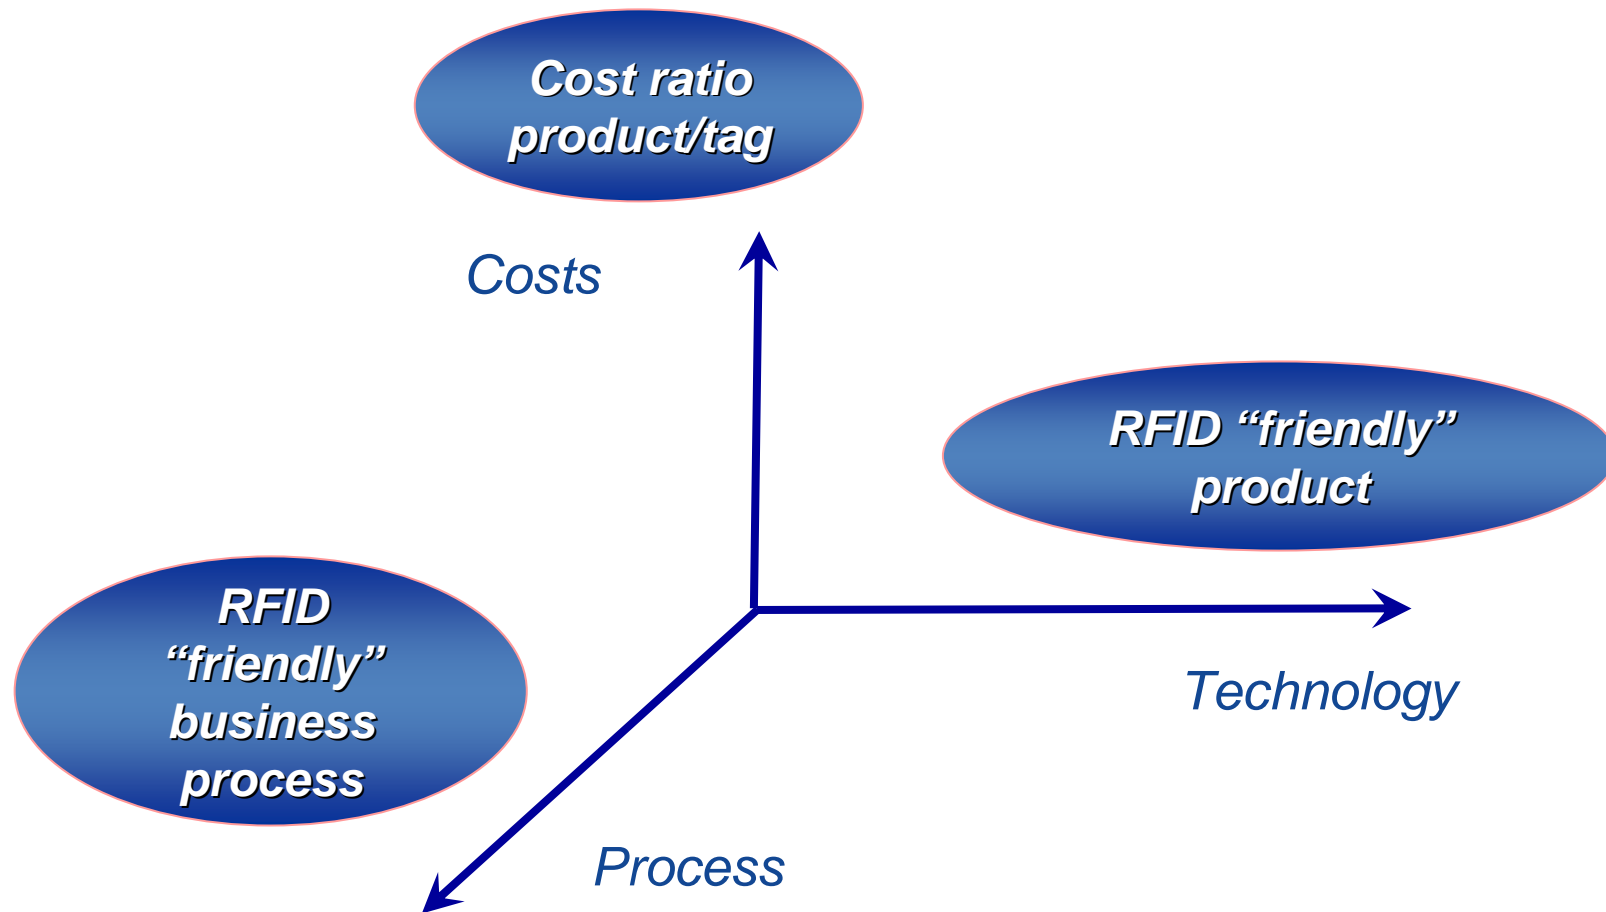 Cost ratio
product/tag
Costs
RFID “friendly”
product
RFID
“friendly”
business
process
Technology
Process